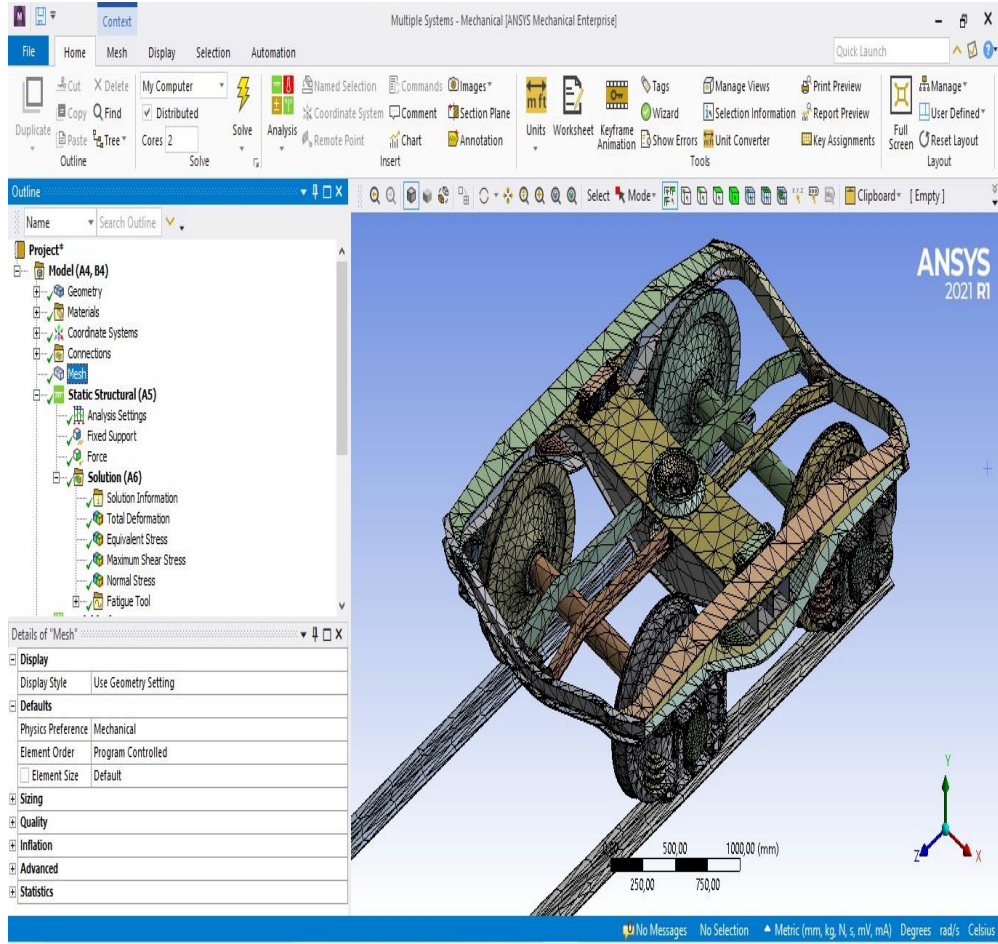 Context
Multiple Systems - Mechanical [ANSYS Mechanical Enterprise]
File Home Mesh Display Selection Automation
Quick Launch
Duplicate
Cut
Copy
Paste
Delete
Find
Tree
Outline
My Computer
Distributed
Cores 2
Solve
Solve
Analysis
Named Selection
Coordinate System
Remote Point
Commands
Comment
Chart
Images
Section Plane
Annotation
Insert
mft
Units
Worksheet
Keyframe
Animation
Tags
Wizard
Show Errors
Manage Views
Selection Information
Unit Converter
Print Preview
Report Preview
Key Assignments
Tools
Full
Screen
Manage
User Defined
Reset Layout
Layout
Outline
Name
Search Outline
Select
Mode
Clipboard
[ Empty ]
Project*
Model (A4, B4)
Geometry
Materials
Coordinate Systems
Connections
Mesh
Static Structural (A5)
Analysis Settings
Fixed Support
Force
Solution (A6)
Solution Information
Total Deformation
Equivalent Stress
Maximum Shear Stress
Normal Stress
Fatigue Tool
ANSYS
2021 R1
Details of "Mesh"
Display
Display Style Use Geometry Setting
Defaults
Physics Preference Mechanical
Element Order Program Controlled
Element Size Default
Sizing
Quality
Inflation
Advanced
Statistics
0,00 500,00 1000,00 (mm)
250,00 750,00
Y
Z
X
No Messages No Selection Metric (mm, kg, N, s, mV, mA) Degrees rad/s Celsius